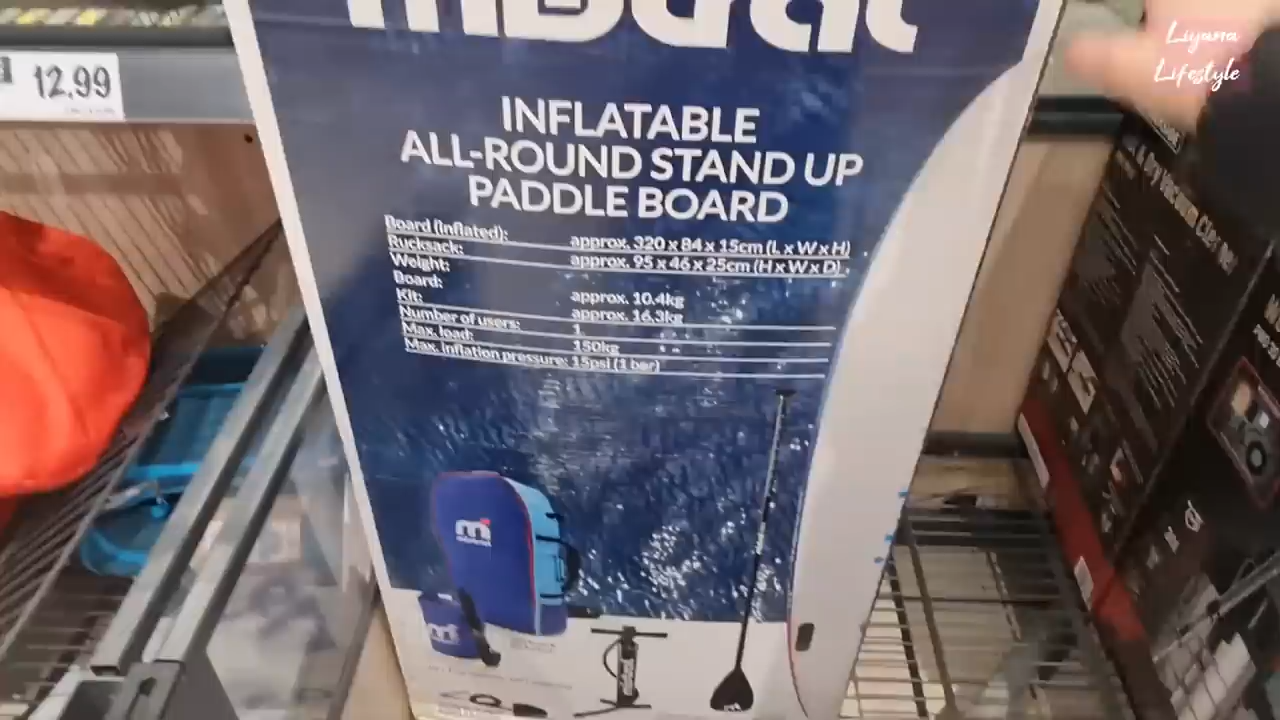 mistral
12.99
Liyana
Lifestyle
INFLATABLE
ALL-ROUND STAND UP
PADDLE BOARD
Board (inflated): approx. 320 x 84 x 15cm (L x W x H)
Rucksack: approx. 95 x 46 x 25cm (H x W x D)
Weight:
Board: approx. 10.4kg
Kit: approx. 16.3kg
Number of users: 1
Max. load: 150kg
Max. inflation pressure: 15psi (1 bar)
m
mistral
m